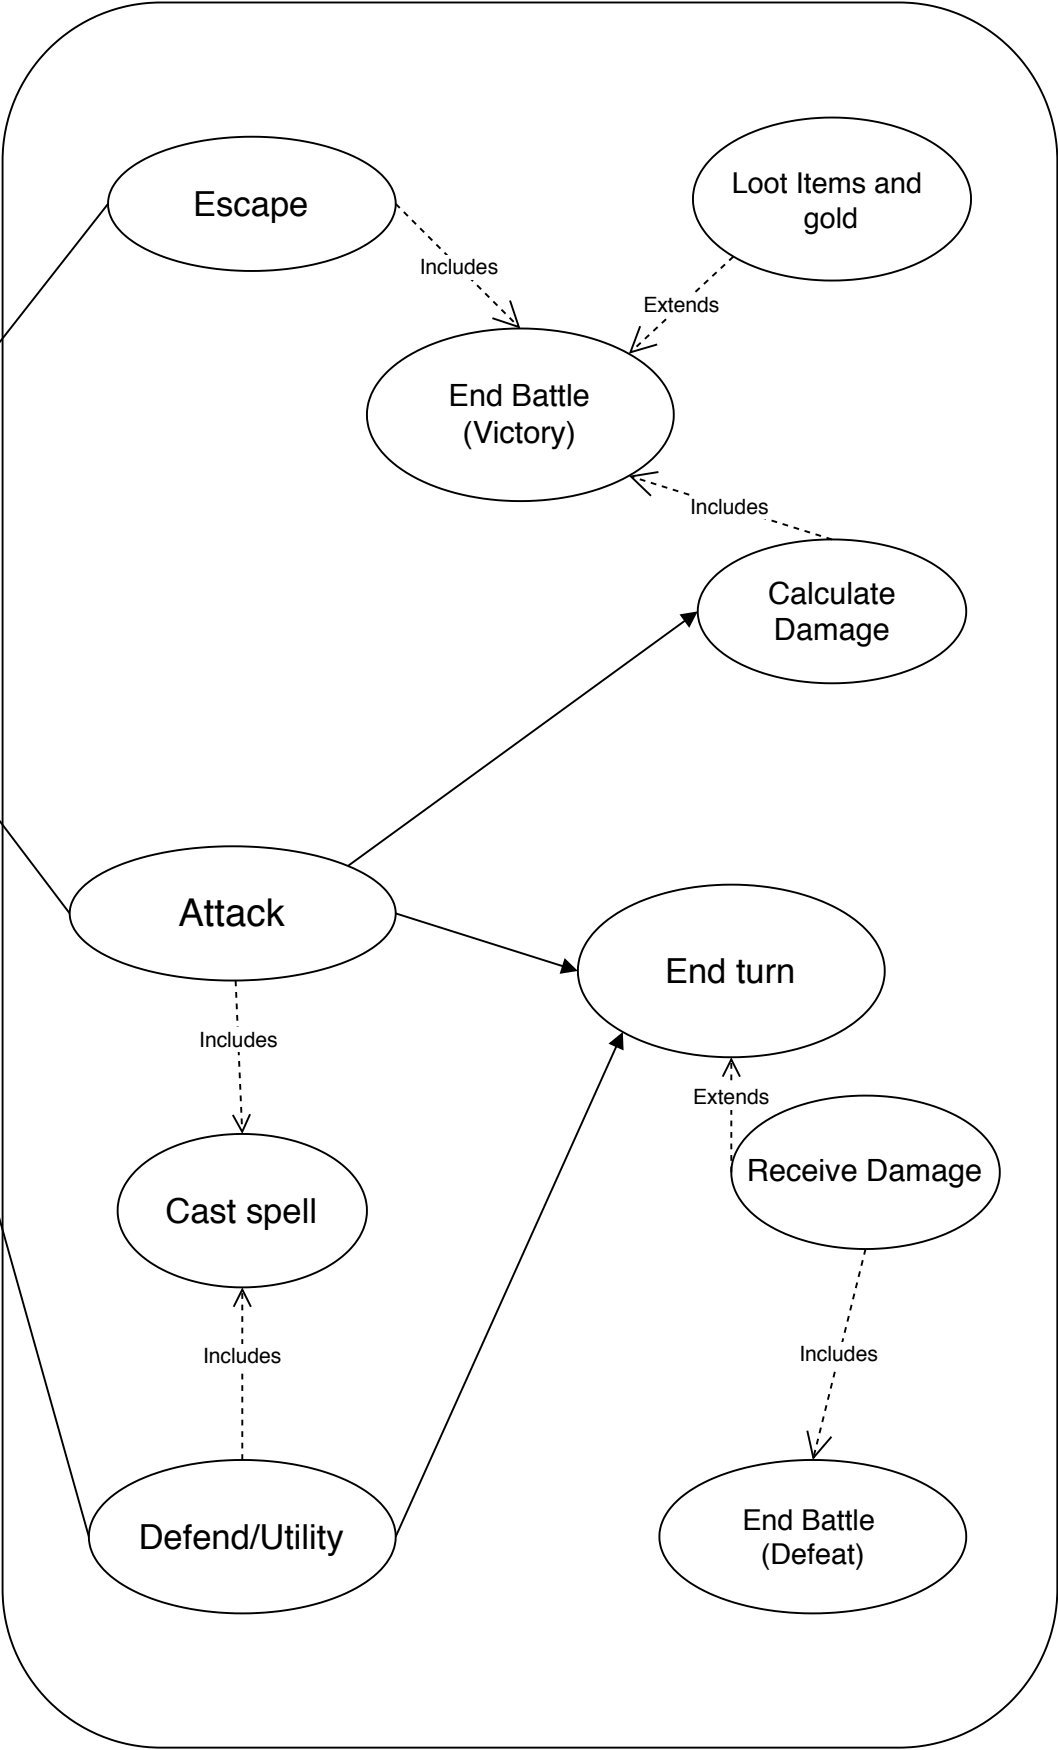 Escape
Loot Items and
gold
Includes
Extends
End Battle
(Victory)
Includes
Calculate
Damage
Attack
End turn
Includes
Extends
Receive Damage
Cast spell
Includes
Includes
Defend/Utility
End Battle
(Defeat)